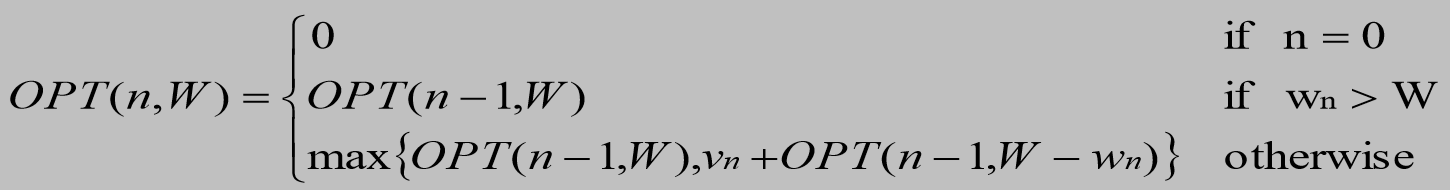 0 if n = 0
OPT(n,W) = { OPT(n − 1,W) if wₙ > W
max{OPT(n − 1,W),vₙ + OPT(n − 1,W − wₙ)} otherwise